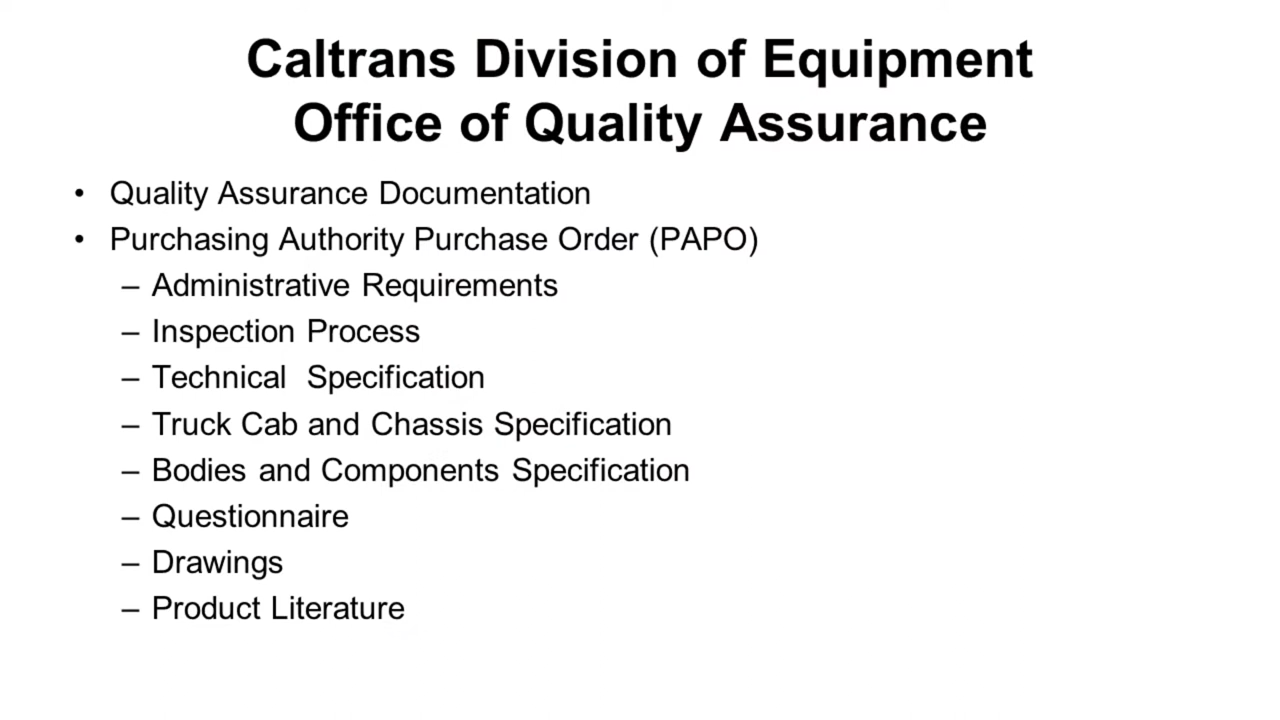 Caltrans Division of Equipment
Office of Quality Assurance
• Quality Assurance Documentation
• Purchasing Authority Purchase Order (PAPO)
– Administrative Requirements
– Inspection Process
– Technical  Specification
– Truck Cab and Chassis Specification
– Bodies and Components Specification
– Questionnaire
– Drawings
– Product Literature